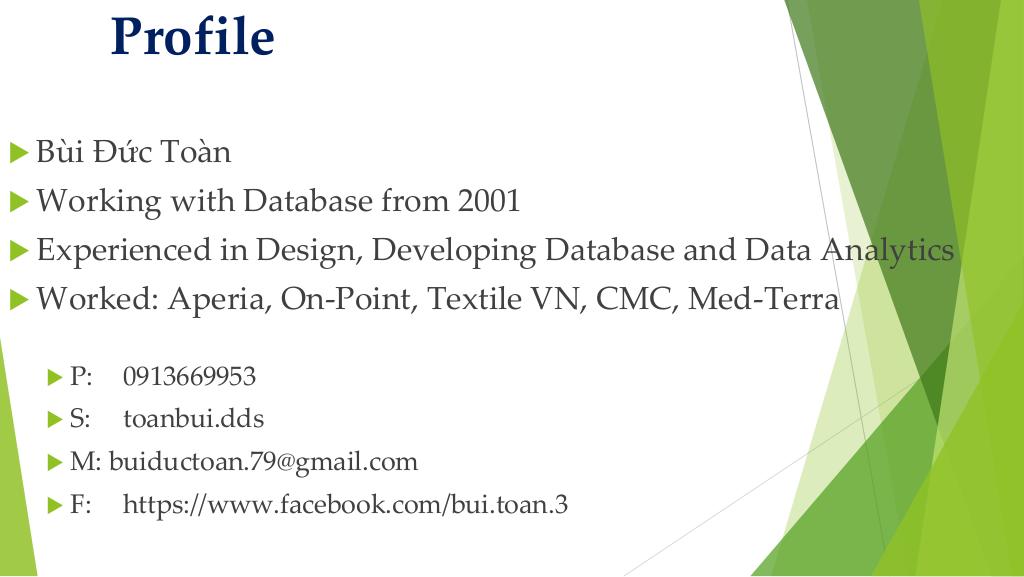 Profile
Bùi Đức Toàn
Working with Database from 2001
Experienced in Design, Developing Database and Data Analytics
Worked: Aperia, On-Point, Textile VN, CMC, Med-Terra
P: 0913669953
S: toanbui.dds
M: buiductoan.79@gmail.com
F: https://www.facebook.com/bui.toan.3